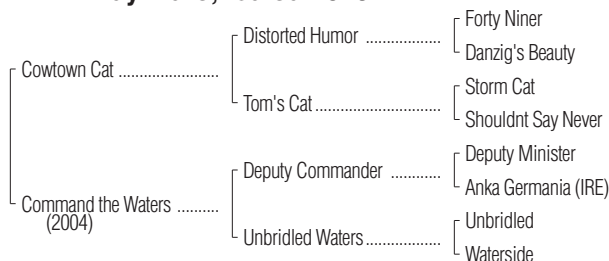 Forty Niner
Distorted Humor ..................
Danzig's Beauty
Cowtown Cat ........................
Storm Cat
Tom's Cat ..............................
Shouldnt Say Never
Deputy Minister
Deputy Commander ............
Anka Germania (IRE)
Command the Waters ..........
(2004)
Unbridled
Unbridled Waters ..................
Waterside